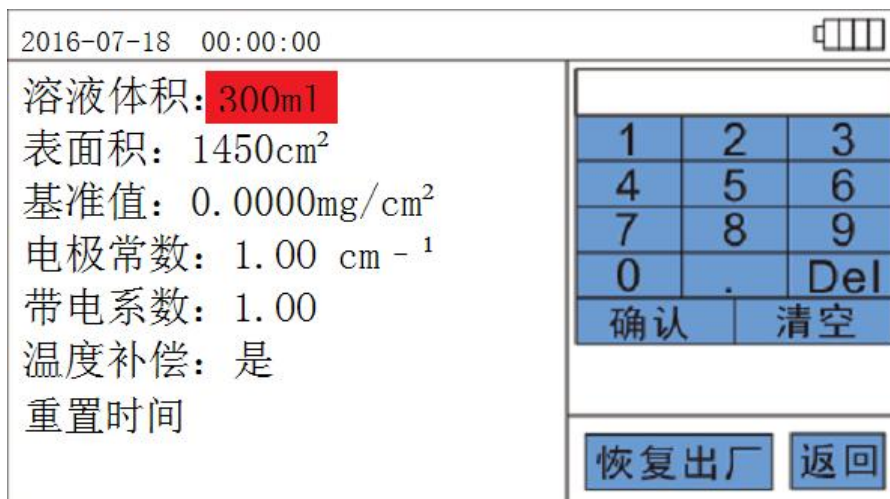 2016-07-18 00:00:00
溶液体积：300ml
表面积：1450cm²
基准值：0.0000mg/cm²
电极常数：1.00 cm-¹
带电系数：1.00
温度补偿：是
重置时间
1 2 3
4 5 6
7 8 9
0 . Del
确认 清空
恢复出厂 返回